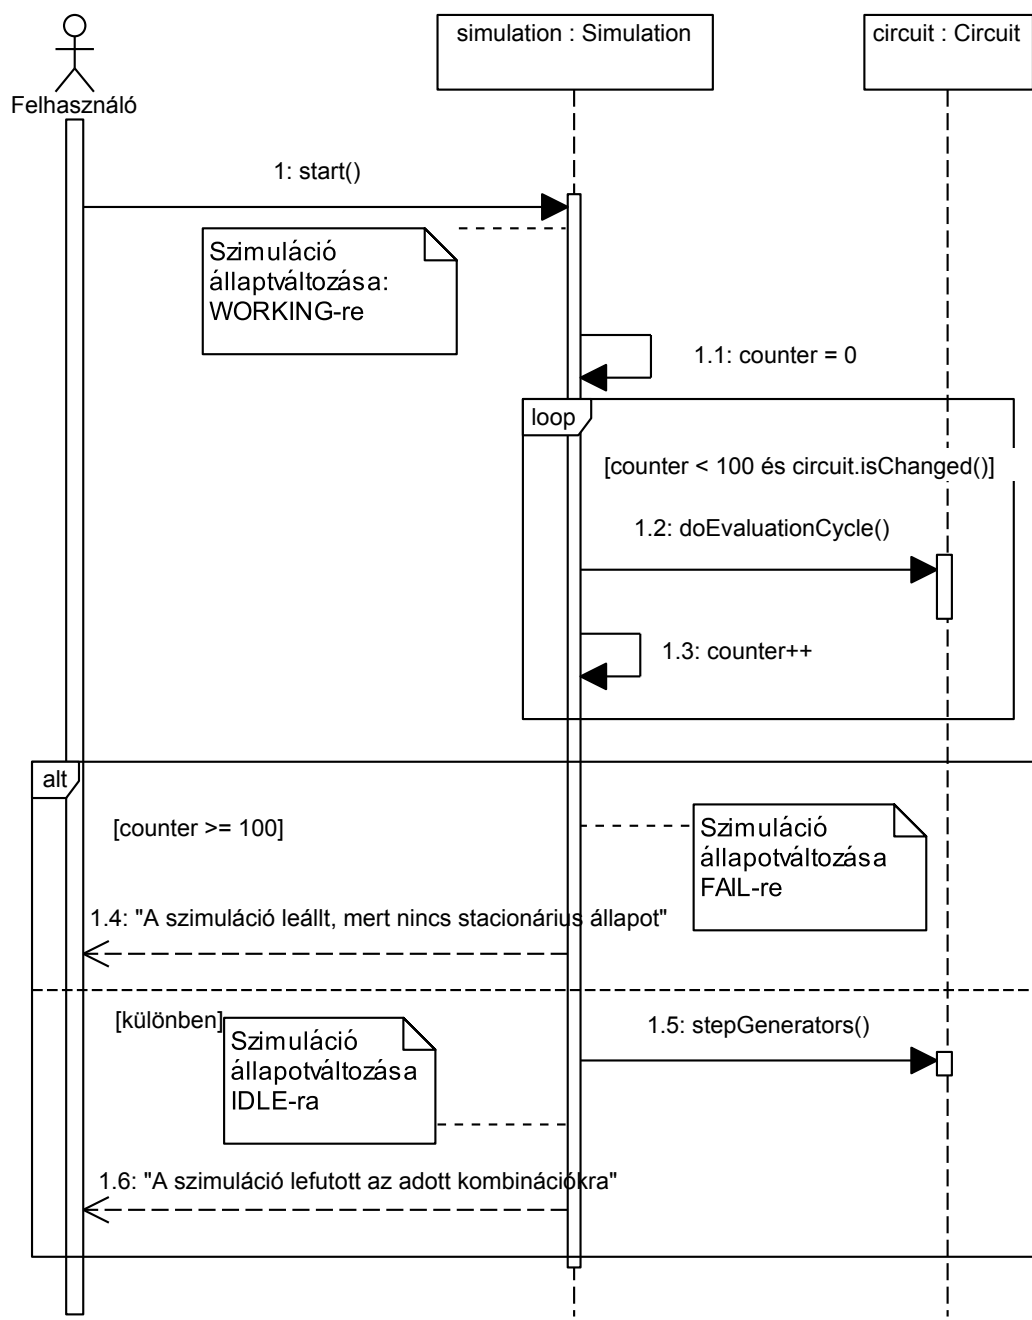 simulation : Simulation
circuit : Circuit
Felhasználó
1: start()
Szimuláció
állaptváltozása:
WORKING-re
1.1: counter = 0
loop
[counter < 100 és circuit.isChanged()]
1.2: doEvaluationCycle()
1.3: counter++
alt
[counter >= 100]
Szimuláció
állapotváltozása
FAIL-re
1.4: "A szimuláció leállt, mert nincs stacionárius állapot"
[különben]
Szimuláció
állapotváltozása
IDLE-ra
1.5: stepGenerators()
1.6: "A szimuláció lefutott az adott kombinációkra"